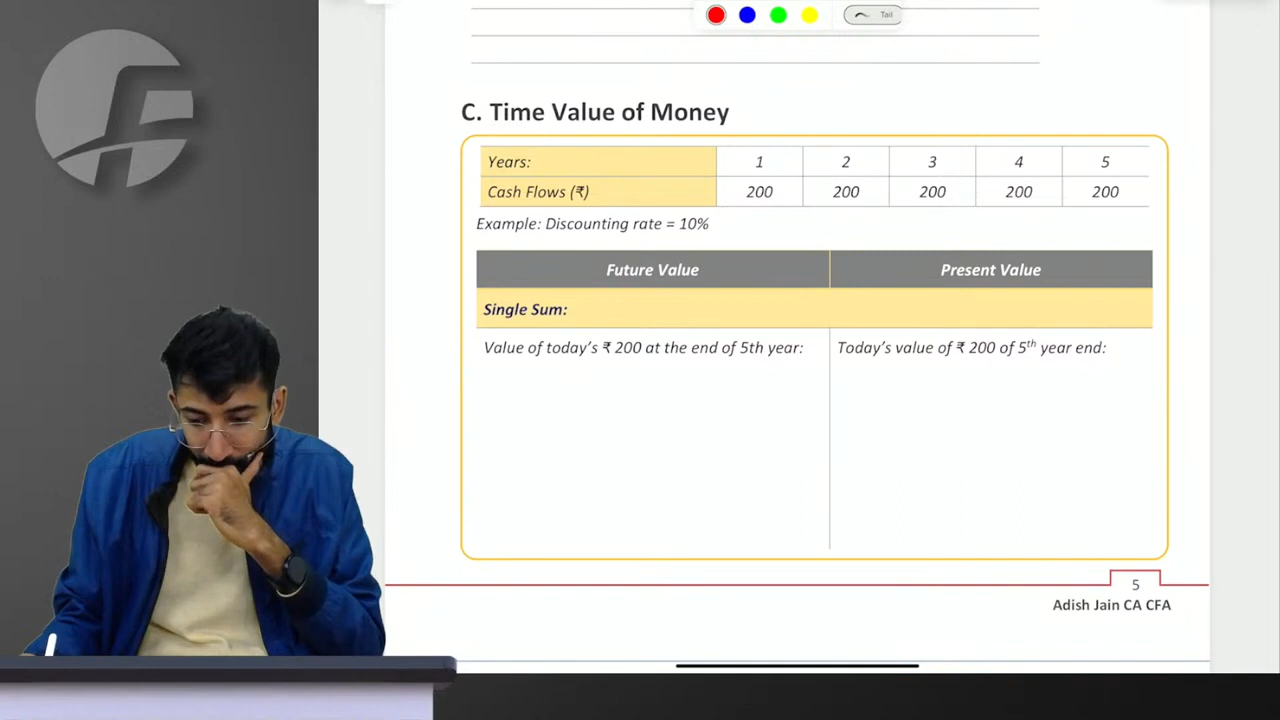 Tail
C. Time Value of Money
Years: 1 2 3 4 5
Cash Flows (₹) 200 200 200 200 200
Example: Discounting rate = 10%
Future Value Present Value
Single Sum:
Value of today's ₹ 200 at the end of 5th year: Today's value of ₹ 200 of 5th year end:
5
Adish Jain CA CFA